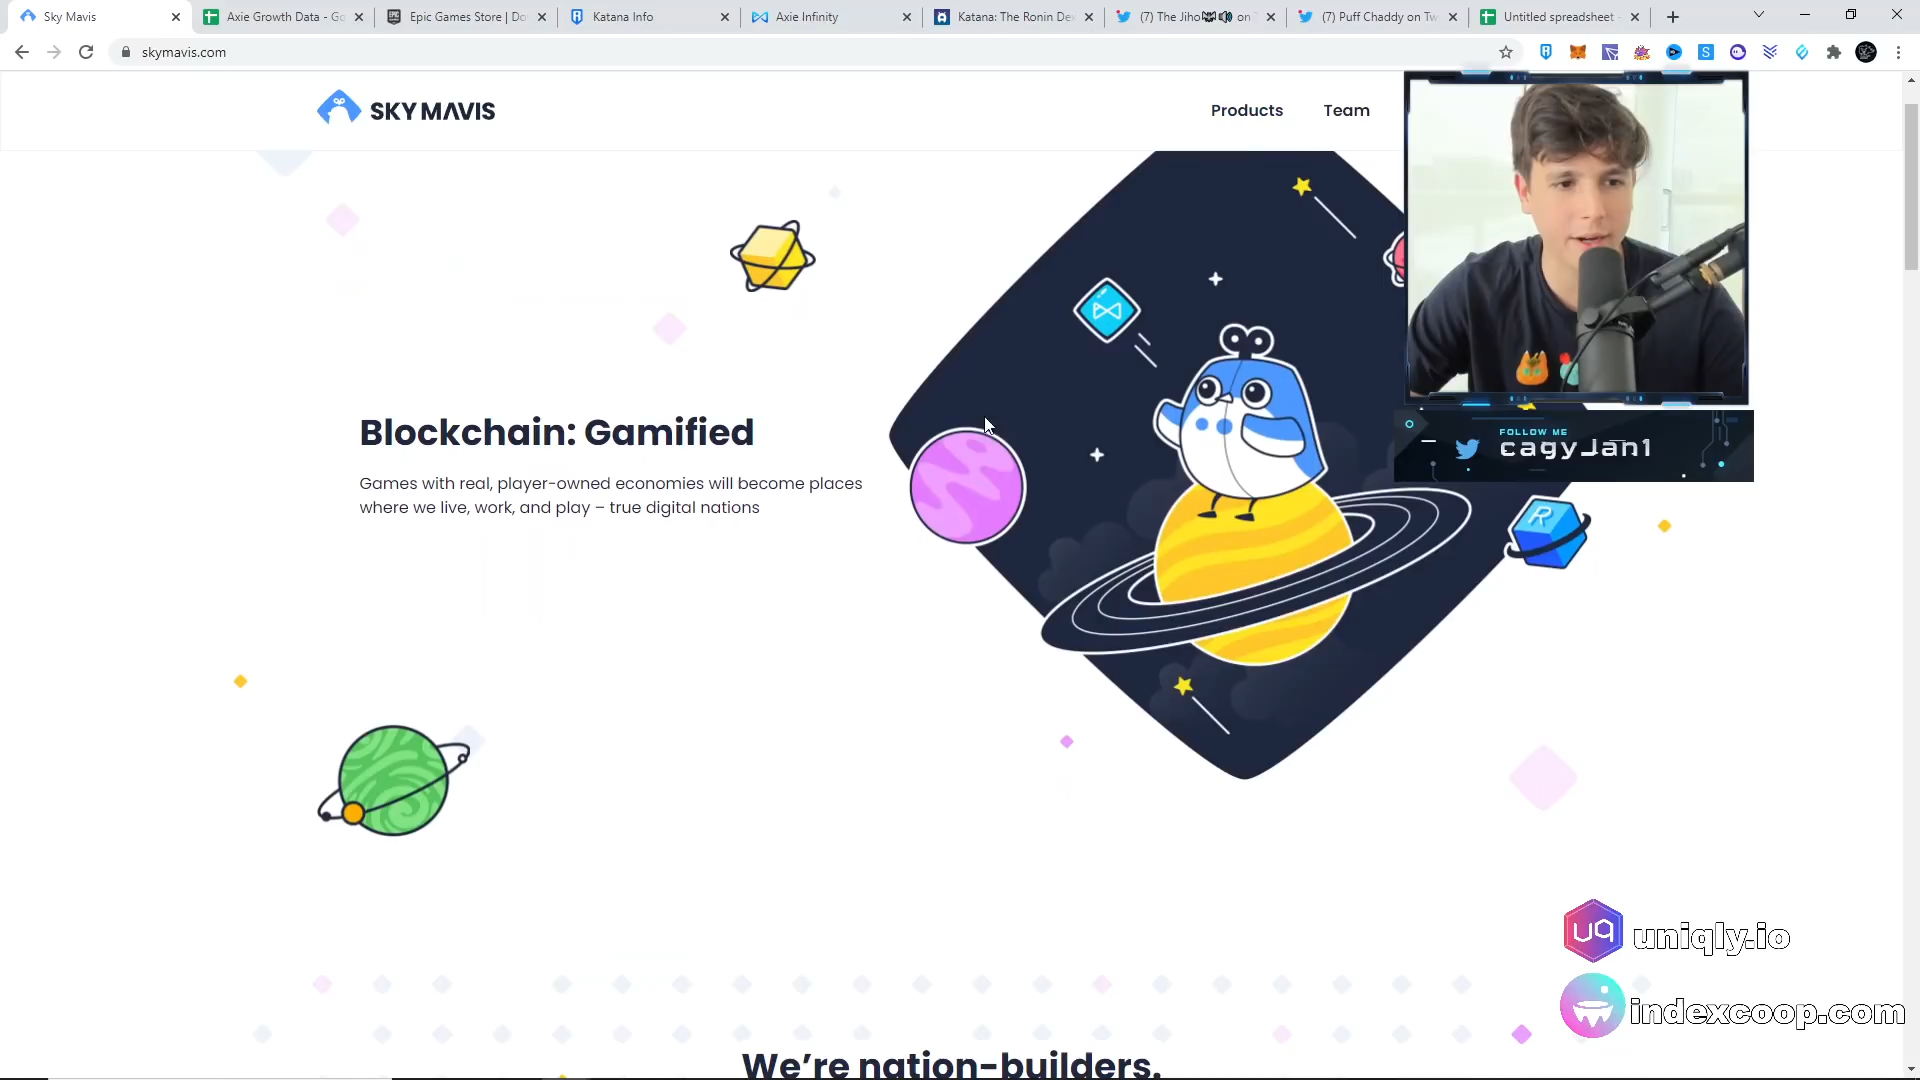 Sky Mavis
Axie Growth Data - Go
Epic Games Store | Do
Katana Info
Axie Infinity
Katana: The Ronin De
(7) The Jiho
on
(7) Puff Chaddy on Tw
Untitled spreadsheet
skymavis.com
SKY MAVIS
Products
Team
Blockchain: Gamified
Games with real, player-owned economies will become places
where we live, work, and play – true digital nations
FOLLOW ME
cagyJan1
R
uq
uniqly.io
indexcoop.com
We're nation-builders.